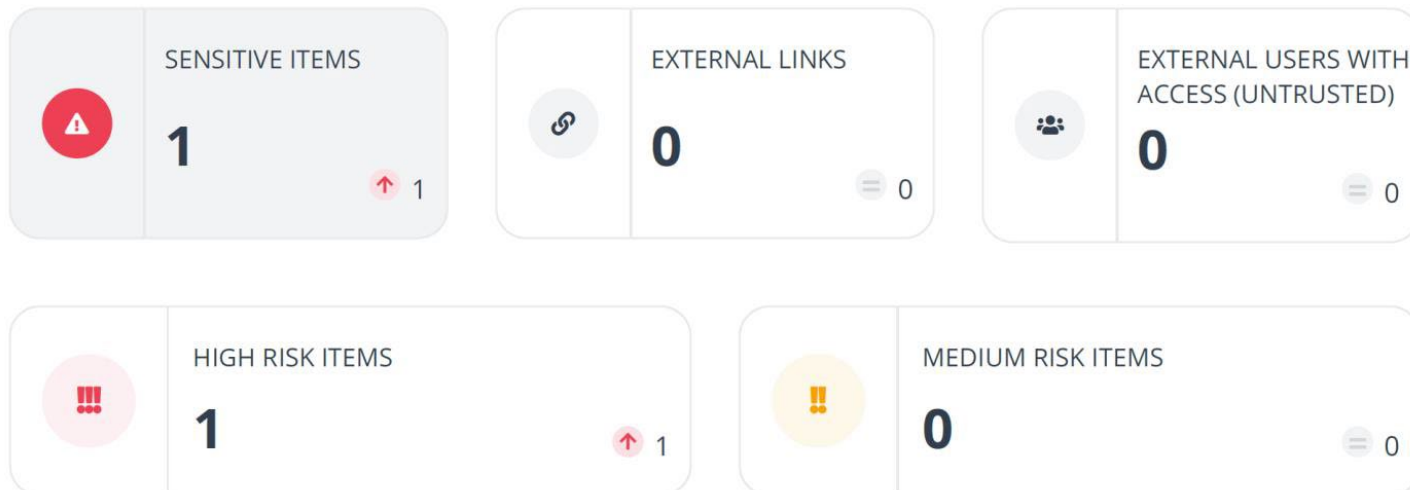 SENSITIVE ITEMS
1
1
EXTERNAL LINKS
0
0
EXTERNAL USERS WITH
ACCESS (UNTRUSTED)
0
0
HIGH RISK ITEMS
1
1
MEDIUM RISK ITEMS
0
0